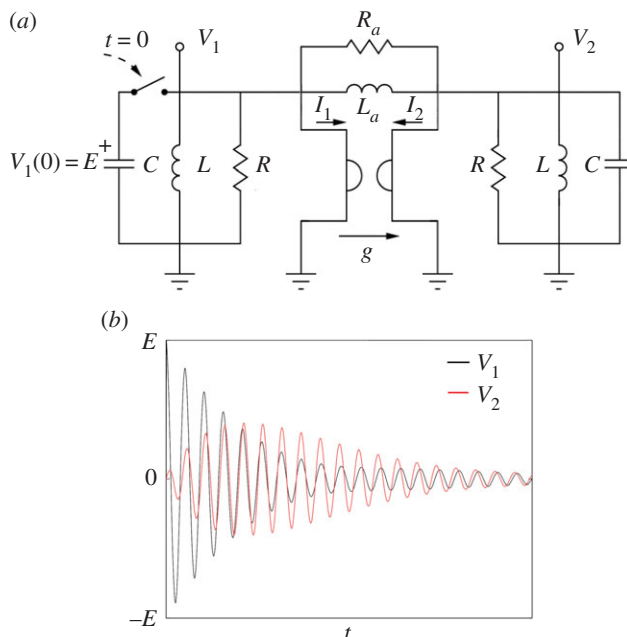 (a)
t = 0
V1
Ra
V2
I1
La
I2
V1(0) = E
+
C
L
R
R
L
C
g
(b)
E
V1
V2
0
–E
t